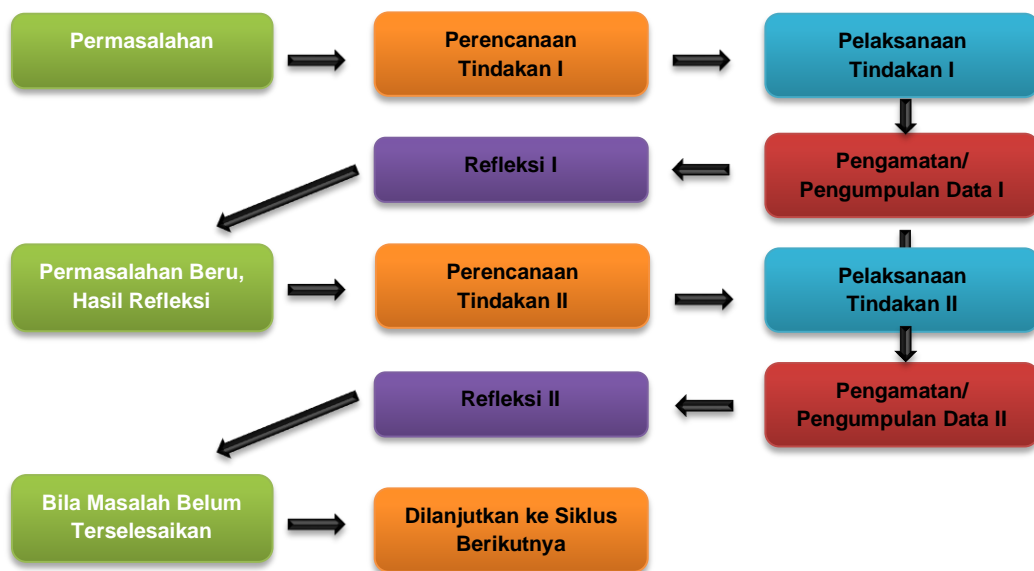 Permasalahan
Perencanaan
Tindakan I
Pelaksanaan
Tindakan I
Refleksi I
Pengamatan/
Pengumpulan Data I
Permasalahan Beru,
Hasil Refleksi
Perencanaan
Tindakan II
Pelaksanaan
Tindakan II
Refleksi II
Pengamatan/
Pengumpulan Data II
Bila Masalah Belum
Terselesaikan
Dilanjutkan ke Siklus
Berikutnya